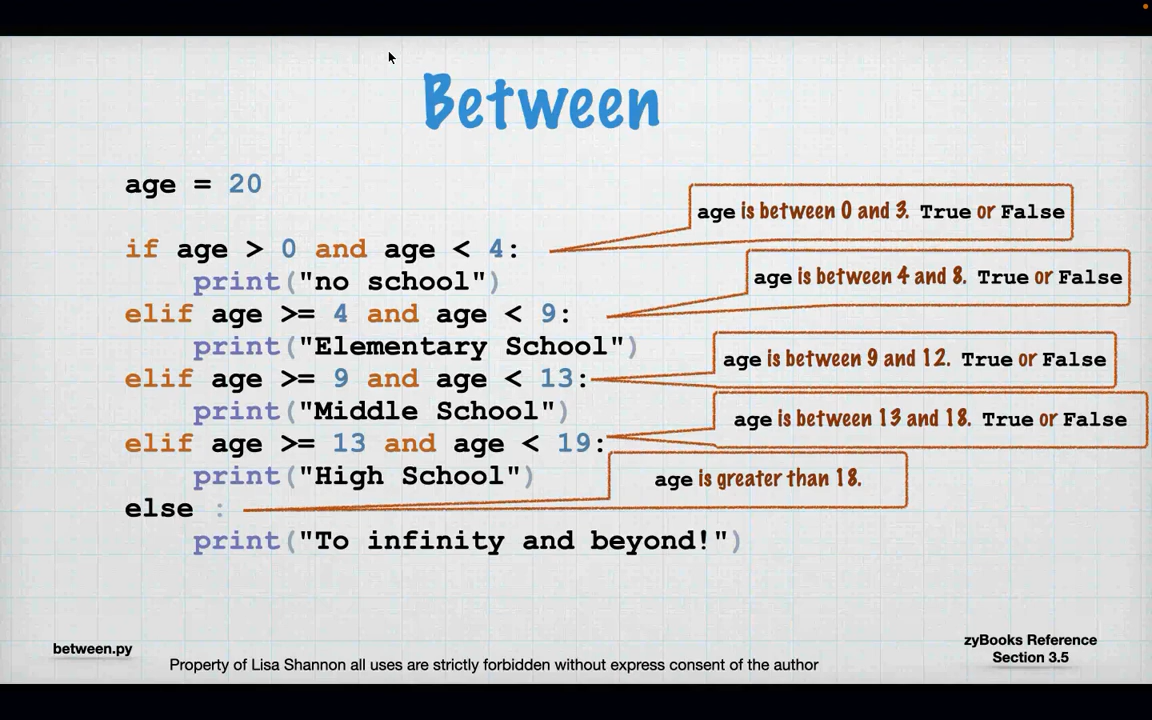 Between
age = 20
age is between 0 and 3. True or False
if age > 0 and age < 4:
age is between 4 and 8. True or False
print("no school")
elif age >= 4 and age < 9:
print("Elementary School")
age is between 9 and 12. True or False
elif age >= 9 and age < 13:
print("Middle School")
age is between 13 and 18. True or False
elif age >= 13 and age < 19:
print("High School")
age is greater than 18.
else :
print("To infinity and beyond!")
between.py
Property of Lisa Shannon all uses are strictly forbidden without express consent of the author
zyBooks Reference
Section 3.5